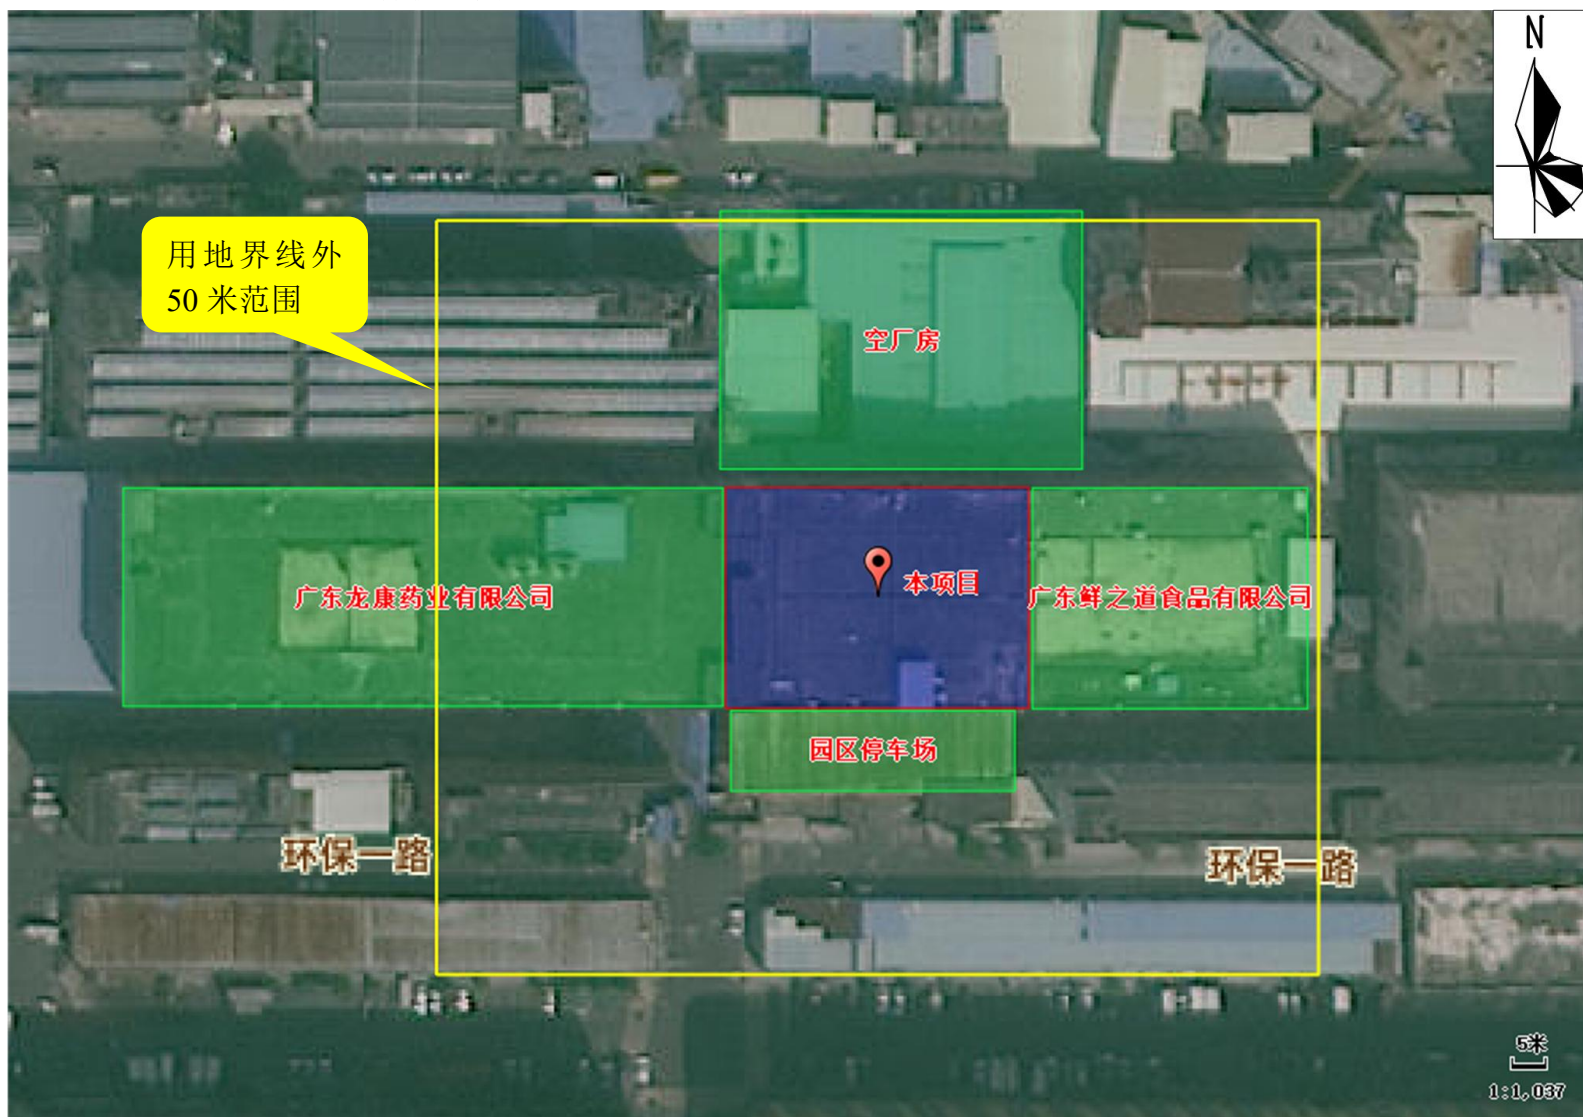 N
用地界线外
50 米范围
空厂房
广东龙康药业有限公司
本项目
广东鲜之道食品有限公司
园区停车场
环保一路
环保一路
5米
1:1,037